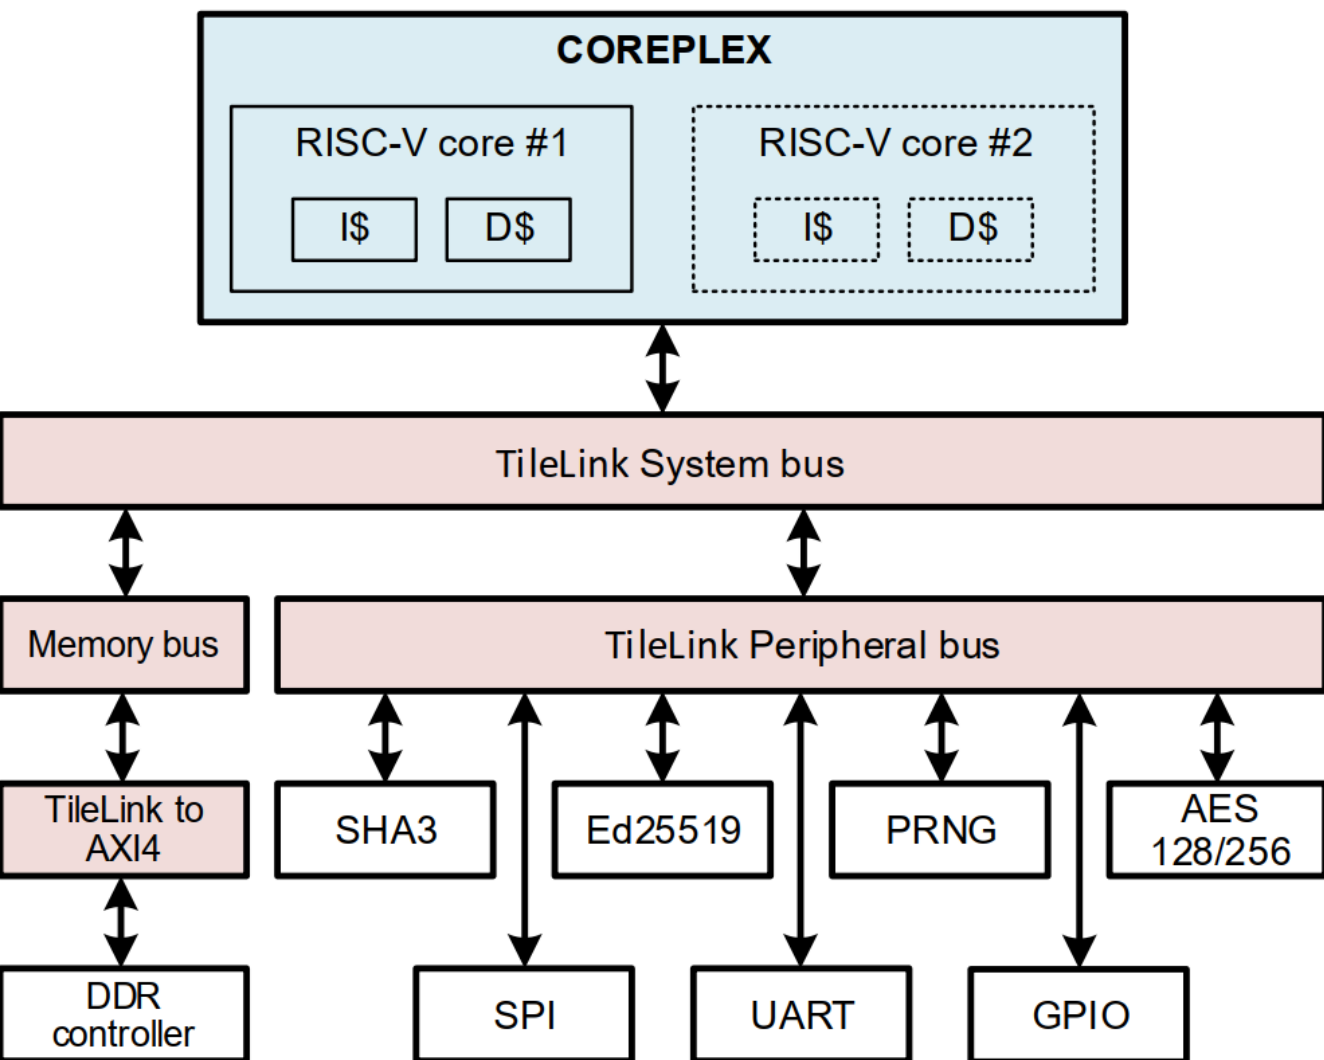 COREPLEX
RISC-V core #1
RISC-V core #2
I$
D$
I$
D$
TileLink System bus
Memory bus
TileLink Peripheral bus
TileLink to
AXI4
SHA3
Ed25519
PRNG
AES
128/256
DDR
controller
SPI
UART
GPIO